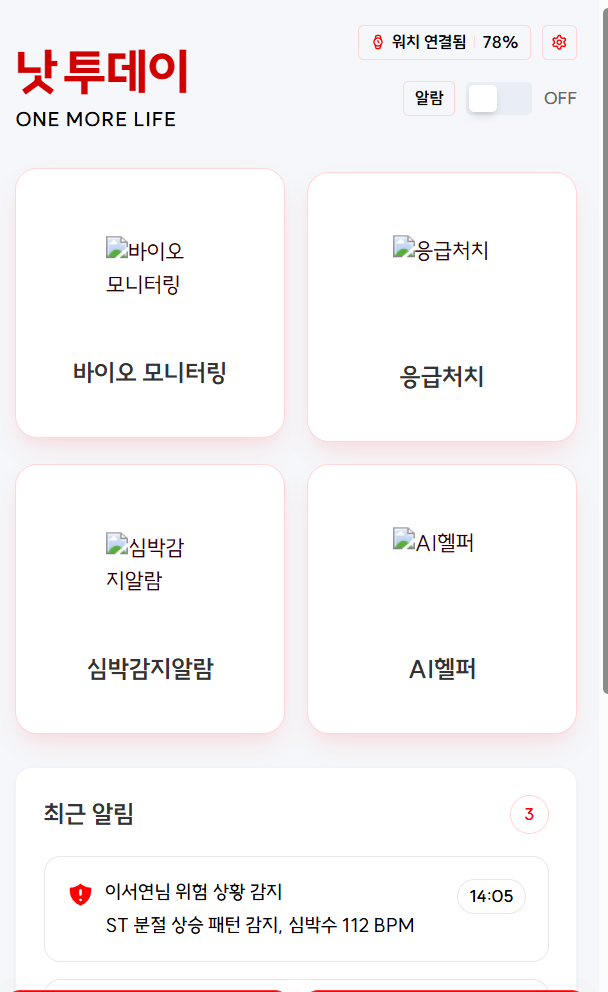 워치 연결됨 78%
낫 투데이
ONE MORE LIFE
알람 OFF
바이오
모니터링
바이오 모니터링
응급처치
응급처치
심박감
지알람
심박감지알람
AI헬퍼
AI헬퍼
최근 알림 3
이서연님 위험 상황 감지 14:05
ST 분절 상승 패턴 감지, 심박수 112 BPM